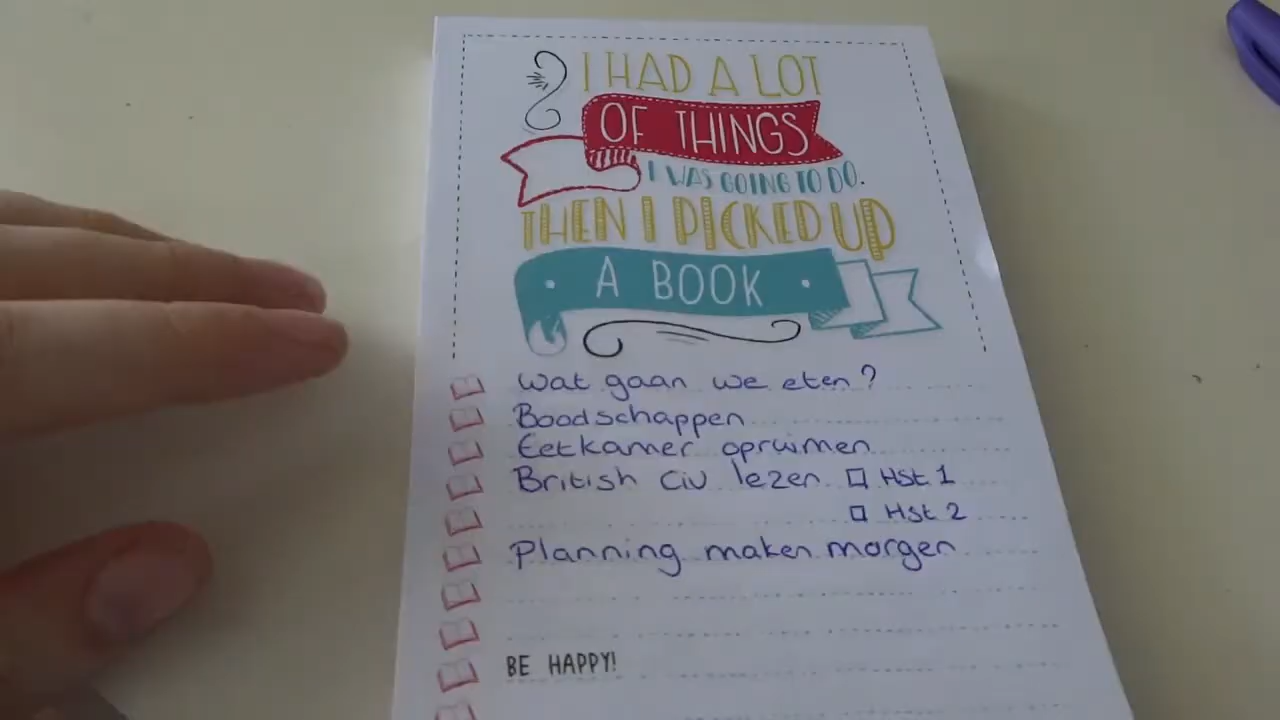 I HAD A LOT
OF THINGS
I WAS GOING TO DO.
THEN I PICKED UP
A BOOK
Wat gaan we eten?
Boodschappen
Eetkamer opruimen
British Civ lezen Hst 1
Hst 2
Planning maken morgen
BE HAPPY!